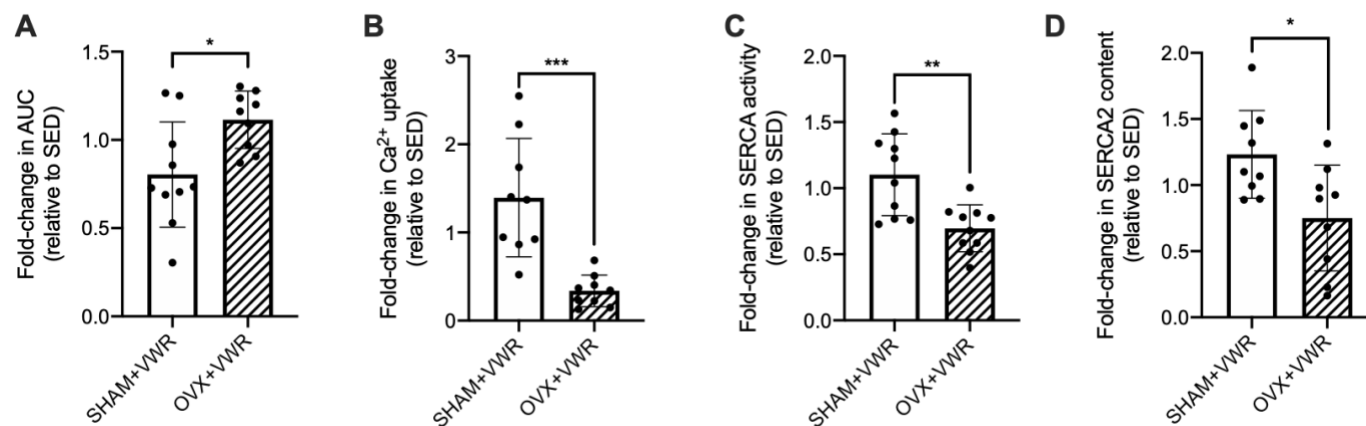 A
Fold-change in AUC
(relative to SED)
1.5
1.0
0.5
0.0
*
SHAM+VWR
OVX+VWR
B
Fold-change in Ca²⁺ uptake
(relative to SED)
3
2
1
0
***
SHAM+VWR
OVX+VWR
C
Fold-change in SERCA activity
(relative to SED)
2.0
1.5
1.0
0.5
0.0
**
SHAM+VWR
OVX+VWR
D
Fold-change in SERCA2 content
(relative to SED)
2.0
1.5
1.0
0.5
0.0
*
SHAM+VWR
OVX+VWR